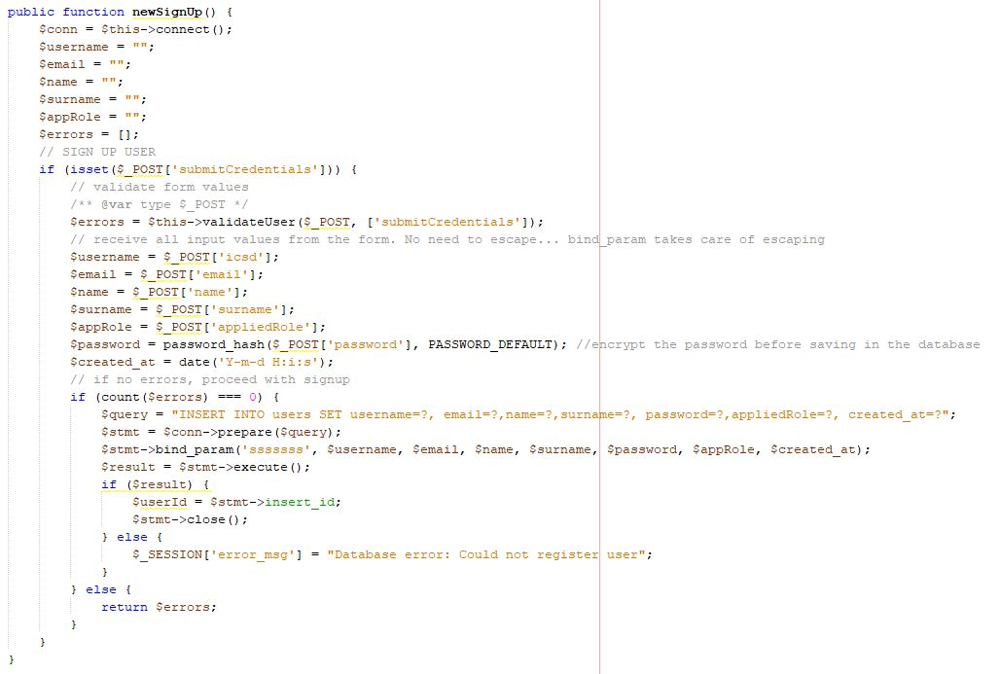 public function newSignUp() {
    $conn = $this->connect();
    $username = "";
    $email = "";
    $name = "";
    $surname = "";
    $appRole = "";
    $errors = [];
    // SIGN UP USER
    if (isset($_POST['submitCredentials'])) {
        // validate form values
        /** @var type $_POST */
        $errors = $this->validateUser($_POST, ['submitCredentials']);
        // receive all input values from the form. No need to escape... bind_param takes care of escaping
        $username = $_POST['icsd'];
        $email = $_POST['email'];
        $name = $_POST['name'];
        $surname = $_POST['surname'];
        $appRole = $_POST['appliedRole'];
        $password = password_hash($_POST['password'], PASSWORD_DEFAULT); //encrypt the password before saving in the database
        $created_at = date('Y-m-d H:i:s');
        // if no errors, proceed with signup
        if (count($errors) === 0) {
            $query = "INSERT INTO users SET username=?, email=?,name=?,surname=?, password=?,appliedRole=?, created_at=?";
            $stmt = $conn->prepare($query);
            $stmt->bind_param('sssssss', $username, $email, $name, $surname, $password, $appRole, $created_at);
            $result = $stmt->execute();
            if ($result) {
                $userId = $stmt->insert_id;
                $stmt->close();
            } else {
                $_SESSION['error_msg'] = "Database error: Could not register user";
            }
        } else {
            return $errors;
        }
    }
}